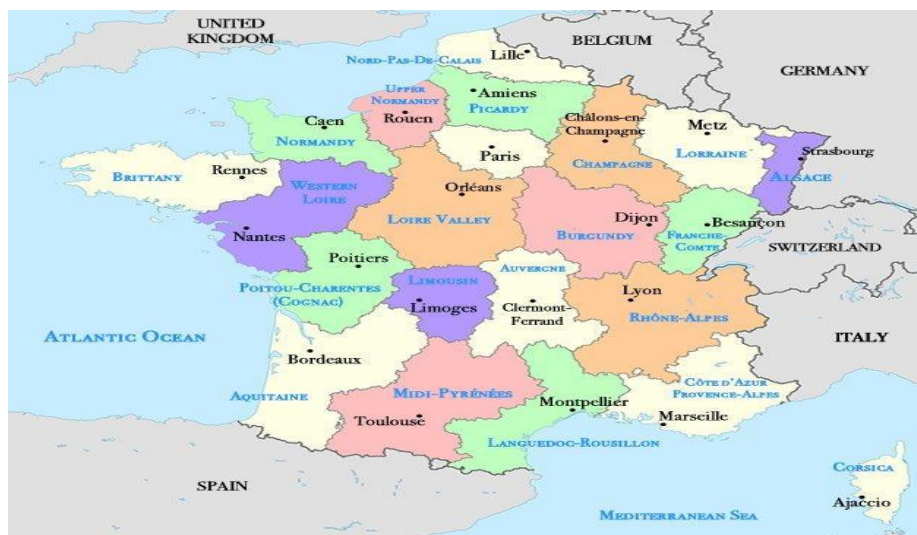 UNITED
KINGDOM
BELGIUM
GERMANY
NORD-PAS-DE-CALAIS
Lille
UPPER
NORMANDY
Rouen
Amiens
PICARDY
Caen
NORMANDY
Châlons-en-
Champagne
CHAMPAGNE
Metz
LORRAINE
Strasbourg
ALSACE
Paris
BRITTANY
Rennes
WESTERN
LOIRE
Nantes
Orléans
LOIRE VALLEY
Dijon
BURGUNDY
Besançon
FRANCHE-
COMTE
SWITZERLAND
Poitiers
POITOU-CHARENTES
(COGNAC)
LIMOUSIN
Limoges
AUVERGNE
Clermont-
Ferrand
Lyon
RHÔNE-ALPES
ITALY
ATLANTIC OCEAN
Bordeaux
AQUITAINE
MIDI-PYRÉNÉES
Toulouse
Montpellier
LANGUEDOC-ROUSILLON
CÔTE D'AZUR
PROVENCE-ALPES
Marseille
CORSICA
Ajaccio
SPAIN
MEDITERRANEAN SEA